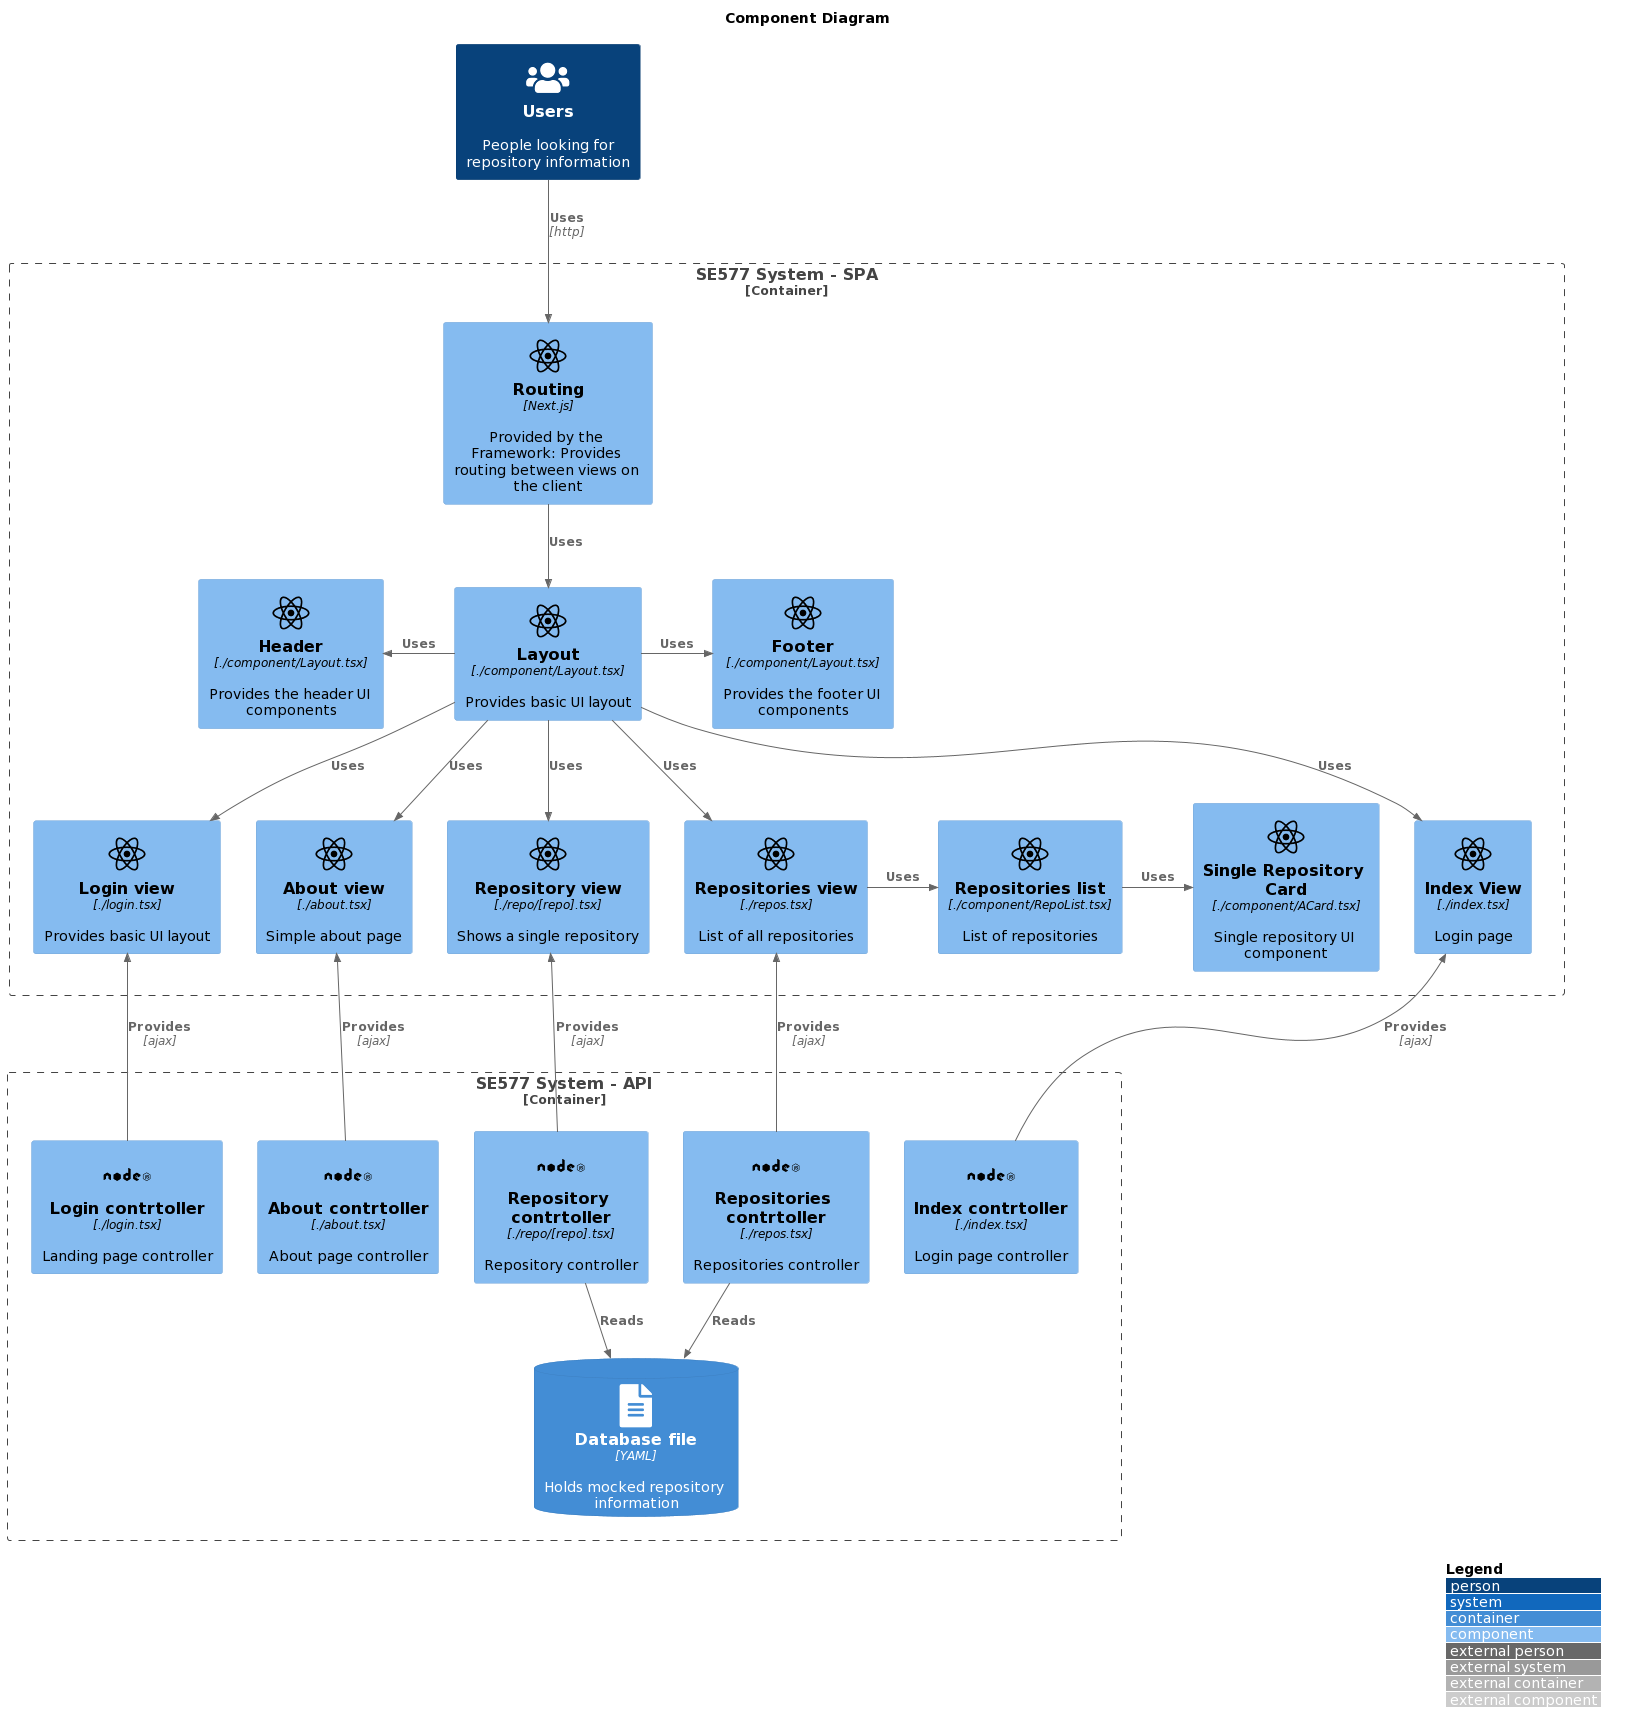 Component Diagram
Users
People looking for
repository information
Uses
[http]
SE577 System - SPA
[Container]
Routing
[Next.js]
Provided by the
Framework: Provides
routing between views on
the client
Uses
Header
[./component/Layout.tsx]
Provides the header UI
components
Uses
Layout
[./component/Layout.tsx]
Provides basic UI layout
Uses
Footer
[./component/Layout.tsx]
Provides the footer UI
components
Uses
Uses
Uses
Uses
Uses
Login view
[./login.tsx]
Provides basic UI layout
About view
[./about.tsx]
Simple about page
Repository view
[./repo/[repo].tsx]
Shows a single repository
Repositories view
[./repos.tsx]
List of all repositories
Uses
Repositories list
[./component/RepoList.tsx]
List of repositories
Uses
Single Repository
Card
[./component/ACard.tsx]
Single repository UI
component
Index View
[./index.tsx]
Login page
Provides
[ajax]
Provides
[ajax]
Provides
[ajax]
Provides
[ajax]
Provides
[ajax]
SE577 System - API
[Container]
node
Login contrtoller
[./login.tsx]
Landing page controller
node
About contrtoller
[./about.tsx]
About page controller
node
Repository
contrtoller
[./repo/[repo].tsx]
Repository controller
node
Repositories
contrtoller
[./repos.tsx]
Repositories controller
node
Index contrtoller
[./index.tsx]
Login page controller
Reads
Reads
Database file
[YAML]
Holds mocked repository
information
Legend
person
system
container
component
external person
external system
external container
external component